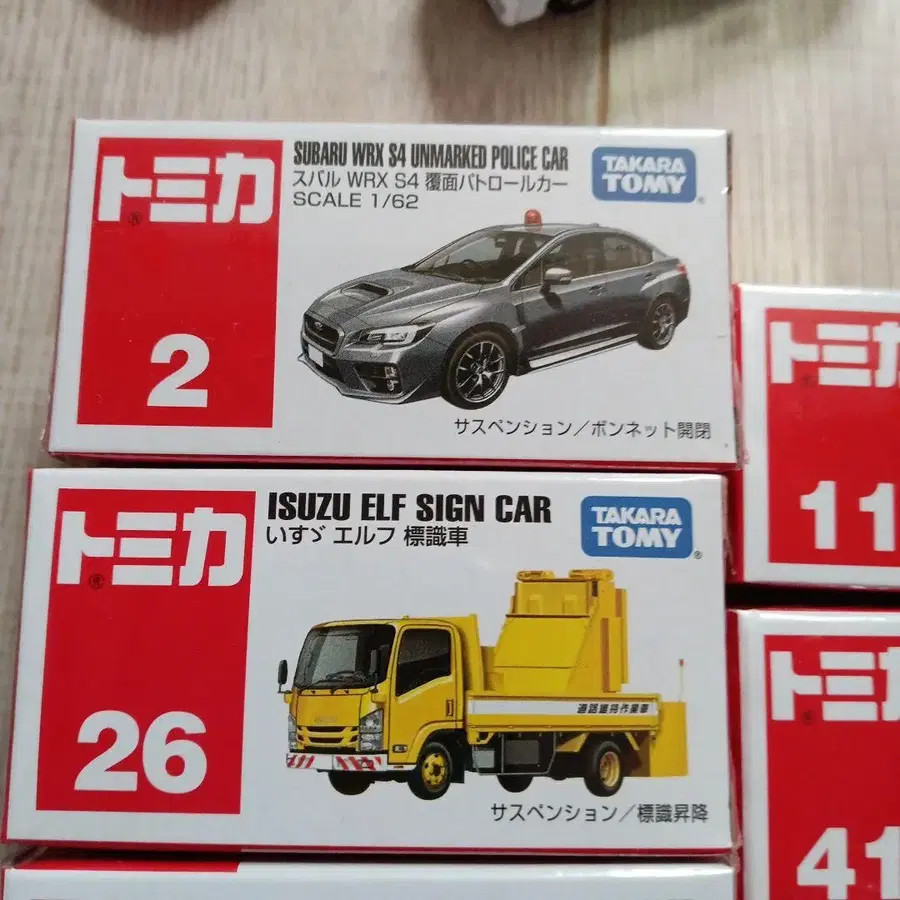 トミカ
2
SUBARU WRX S4 UNMARKED POLICE CAR
スバル WRX S4 覆面パトロールカー
SCALE 1/62
TAKARA
TOMY
サスペンション/ボンネット開閉
トミカ
26
ISUZU ELF SIGN CAR
いすゞ エルフ 標識車
TAKARA
TOMY
ISUZU
道路維持作業車
サスペンション/標識昇降
トミカ
11
トミカ
41